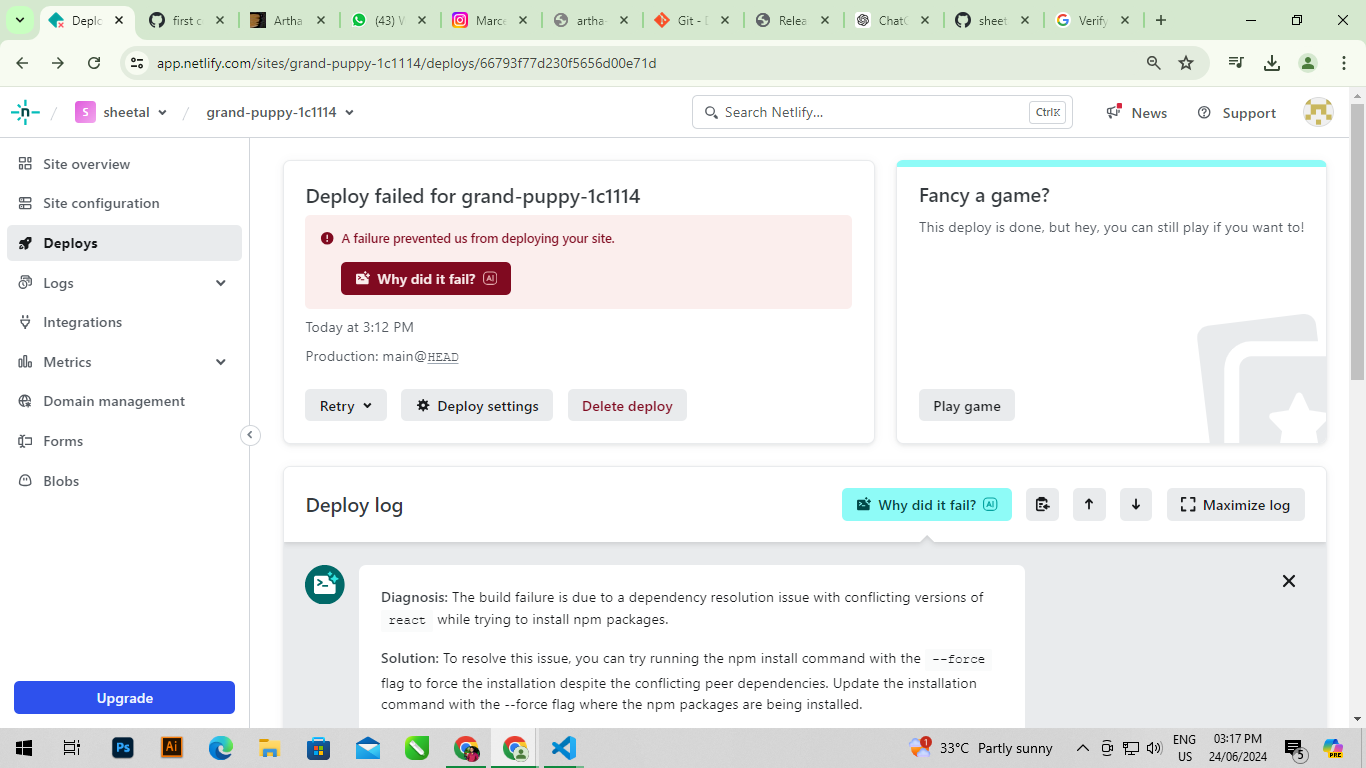 Deplo
first c
Artha
(43) W
Marce
artha-
Git - D
Relea
ChatG
sheet
Verify
app.netlify.com/sites/grand-puppy-1c1114/deploys/66793f77d230f5656d00e71d
n / S sheetal / grand-puppy-1c1114
Search Netlify...
CtrlK
News
Support
Site overview
Site configuration
Deploys
Logs
Integrations
Metrics
Domain management
Forms
Blobs
Upgrade
Deploy failed for grand-puppy-1c1114
A failure prevented us from deploying your site.
Why did it fail? AI
Today at 3:12 PM
Production: main@HEAD
Retry
Deploy settings
Delete deploy
Fancy a game?
This deploy is done, but hey, you can still play if you want to!
Play game
Deploy log
Why did it fail? AI
Maximize log
Diagnosis: The build failure is due to a dependency resolution issue with conflicting versions of
react while trying to install npm packages.
Solution: To resolve this issue, you can try running the npm install command with the --force
flag to force the installation despite the conflicting peer dependencies. Update the installation
command with the --force flag where the npm packages are being installed.
Ps
Ai
1
33°C Partly sunny
ENG
US
03:17 PM
24/06/2024
5
PRE